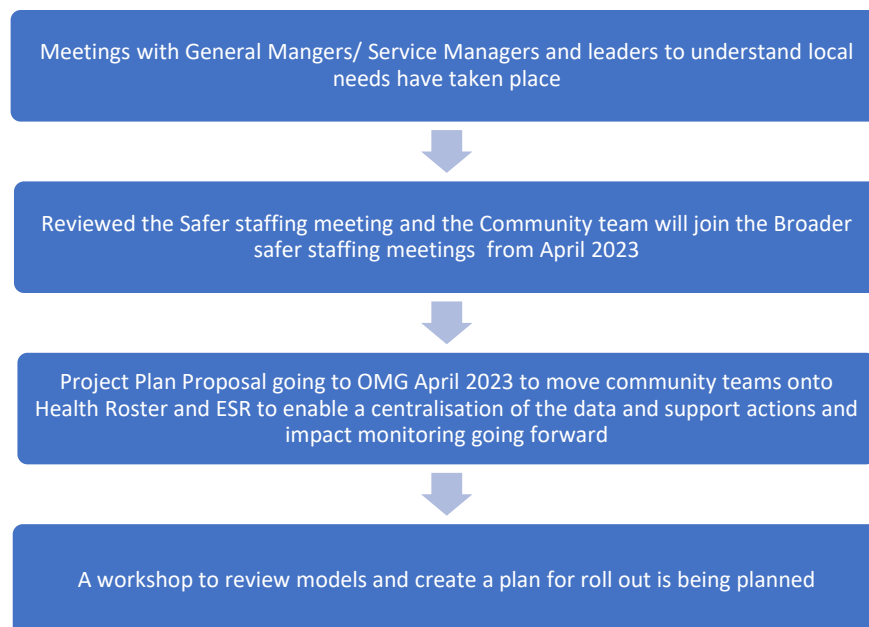 Meetings with General Mangers/ Service Managers and leaders to understand local
needs have taken place
Reviewed the Safer staffing meeting and the Community team will join the Broader
safer staffing meetings from April 2023
Project Plan Proposal going to OMG April 2023 to move community teams onto
Health Roster and ESR to enable a centralisation of the data and support actions and
impact monitoring going forward
A workshop to review models and create a plan for roll out is being planned